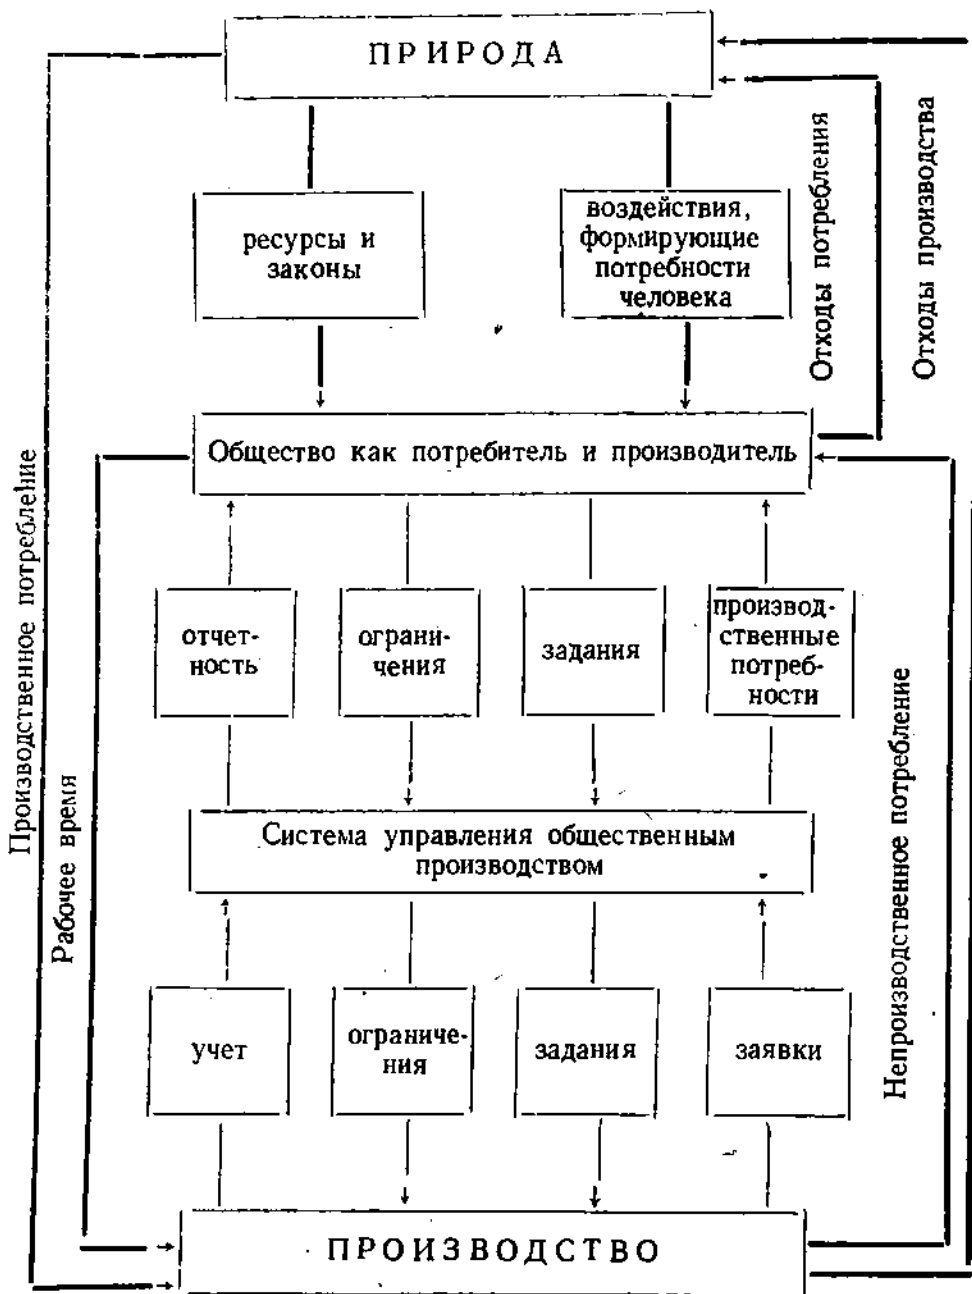 ПРИРОДА
ресурсы и
законы
воздействия,
формирующие
потребности
человека
Отходы потребления
Отходы производства
Общество как потребитель и производитель
Производственное потребление
Рабочее время
отчет-
ность
ограни-
чения
задания
производ-
ственные
потреб-
ности
Непроизводственное потребление
Система управления общественным
производством
учет
ограниче-
ния
задания
заявки
ПРОИЗВОДСТВО